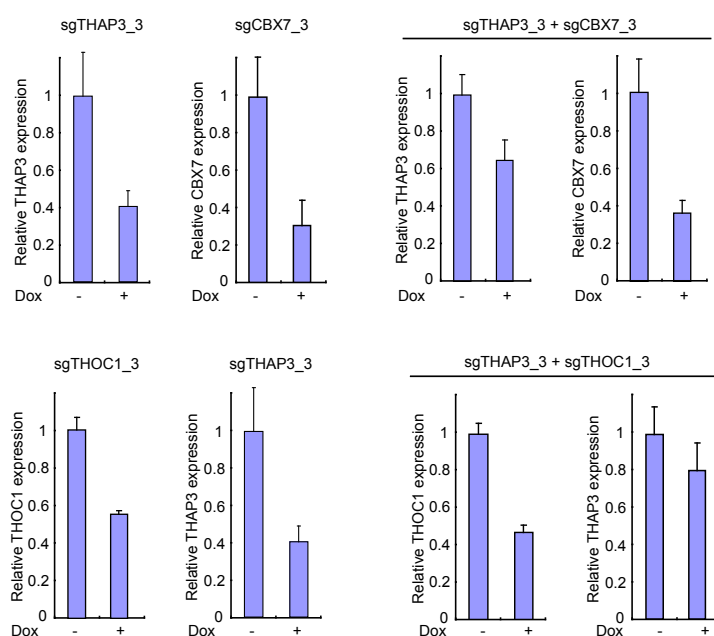 sgTHAP3_3
sgCBX7_3
sgTHAP3_3 + sgCBX7_3
Relative THAP3 expression
1
0.8
0.6
0.4
0.2
0
Dox - +
Relative CBX7 expression
1
0.8
0.6
0.4
0.2
0
- +
Relative THAP3 expression
1
0.8
0.6
0.4
0.2
0
Dox - +
Relative CBX7 expression
1
0.8
0.6
0.4
0.2
0
- +
sgTHOC1_3
sgTHAP3_3
sgTHAP3_3 + sgTHOC1_3
Relative THOC1 expression
1
0.8
0.6
0.4
0.2
0
Dox - +
Relative THAP3 expression
1
0.8
0.6
0.4
0.2
0
- +
Relative THOC1 expression
1
0.8
0.6
0.4
0.2
0
Dox - +
Relative THAP3 expression
1
0.8
0.6
0.4
0.2
0
- +